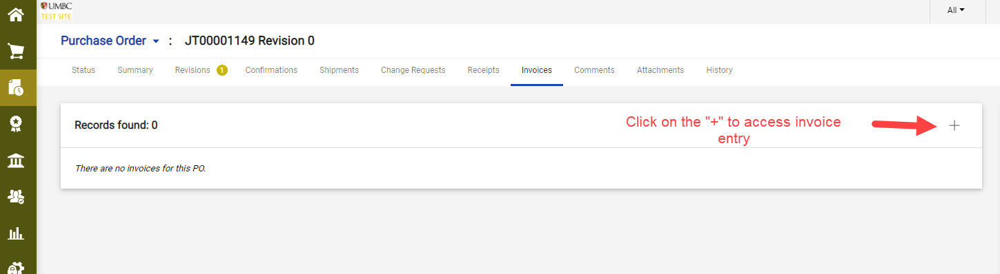 UMBC
TEST SITE
All
Purchase Order : JT00001149 Revision 0
Status Summary Revisions 1 Confirmations Shipments Change Requests Receipts Invoices Comments Attachments History
Records found: 0
Click on the "+" to access invoice
entry
There are no invoices for this PO.